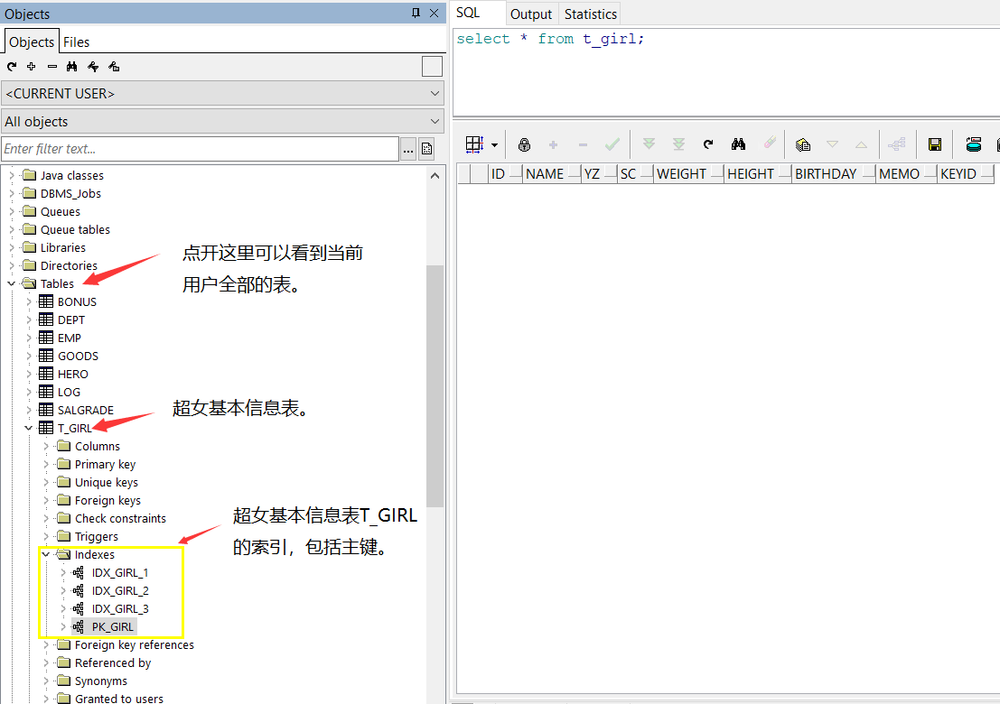 Objects
Objects Files
<CURRENT USER>
All objects
Enter filter text...
...
Java classes
DBMS_Jobs
Queues
Queue tables
Libraries
Directories
Tables
BONUS
DEPT
EMP
GOODS
HERO
LOG
SALGRADE
T_GIRL
Columns
Primary key
Unique keys
Foreign keys
Check constraints
Triggers
Indexes
IDX_GIRL_1
IDX_GIRL_2
IDX_GIRL_3
PK_GIRL
Foreign key references
Referenced by
Synonyms
Granted to users
点开这里可以看到当前
用户全部的表。
超女基本信息表。
超女基本信息表T_GIRL
的索引，包括主键。
SQL Output Statistics
select * from t_girl;
ID NAME YZ SC WEIGHT HEIGHT BIRTHDAY MEMO KEYID